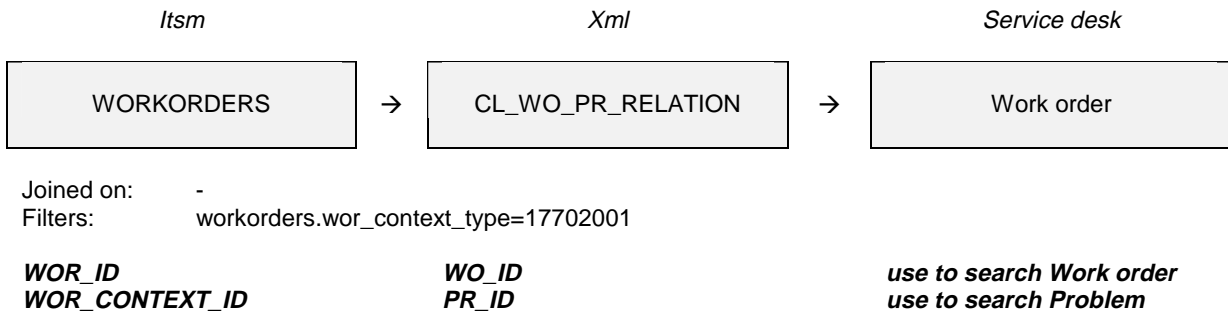 Itsm Xml Service desk
WORKORDERS → CL_WO_PR_RELATION → Work order
Joined on: -
Filters: workorders.wor_context_type=17702001
WOR_ID WO_ID use to search Work order
WOR_CONTEXT_ID PR_ID use to search Problem